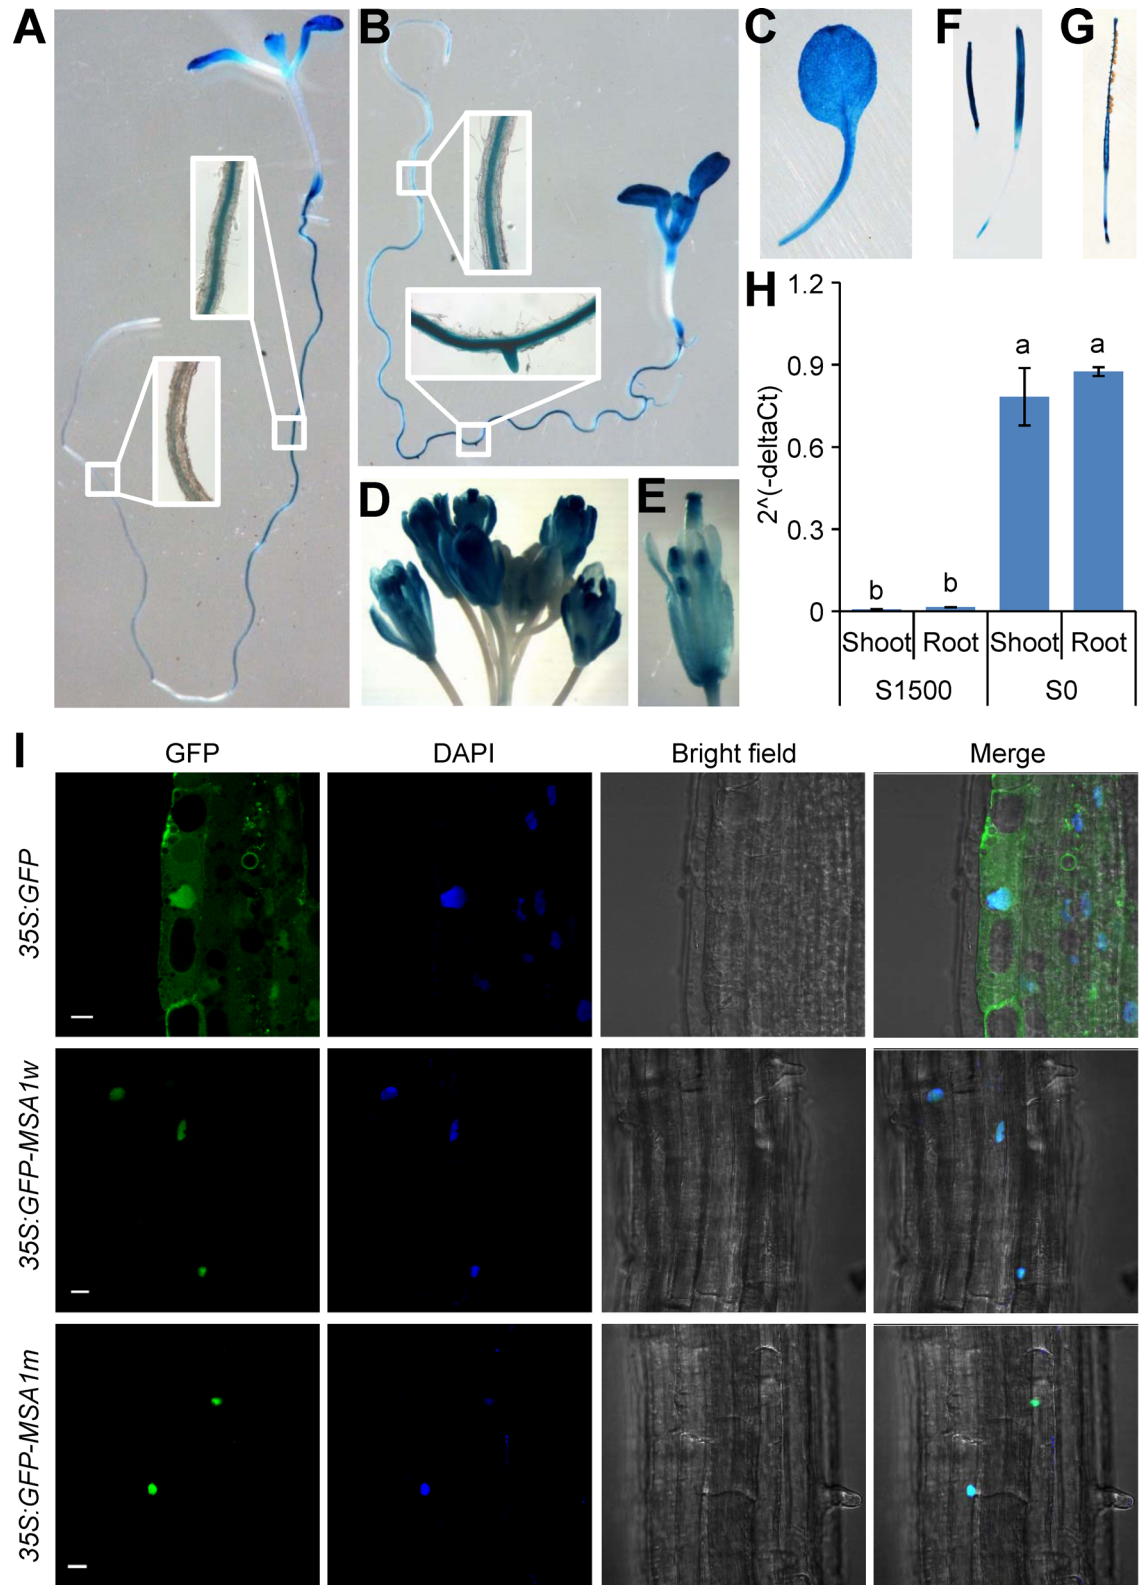 A
B
C
F
G
H
1.2
0.9
0.6
0.3
0
2^(-deltaCt)
b
b
a
a
Shoot
Root
Shoot
Root
S1500
S0
D
E
I
GFP
DAPI
Bright field
Merge
35S:GFP
35S:GFP-MSA1w
35S:GFP-MSA1m